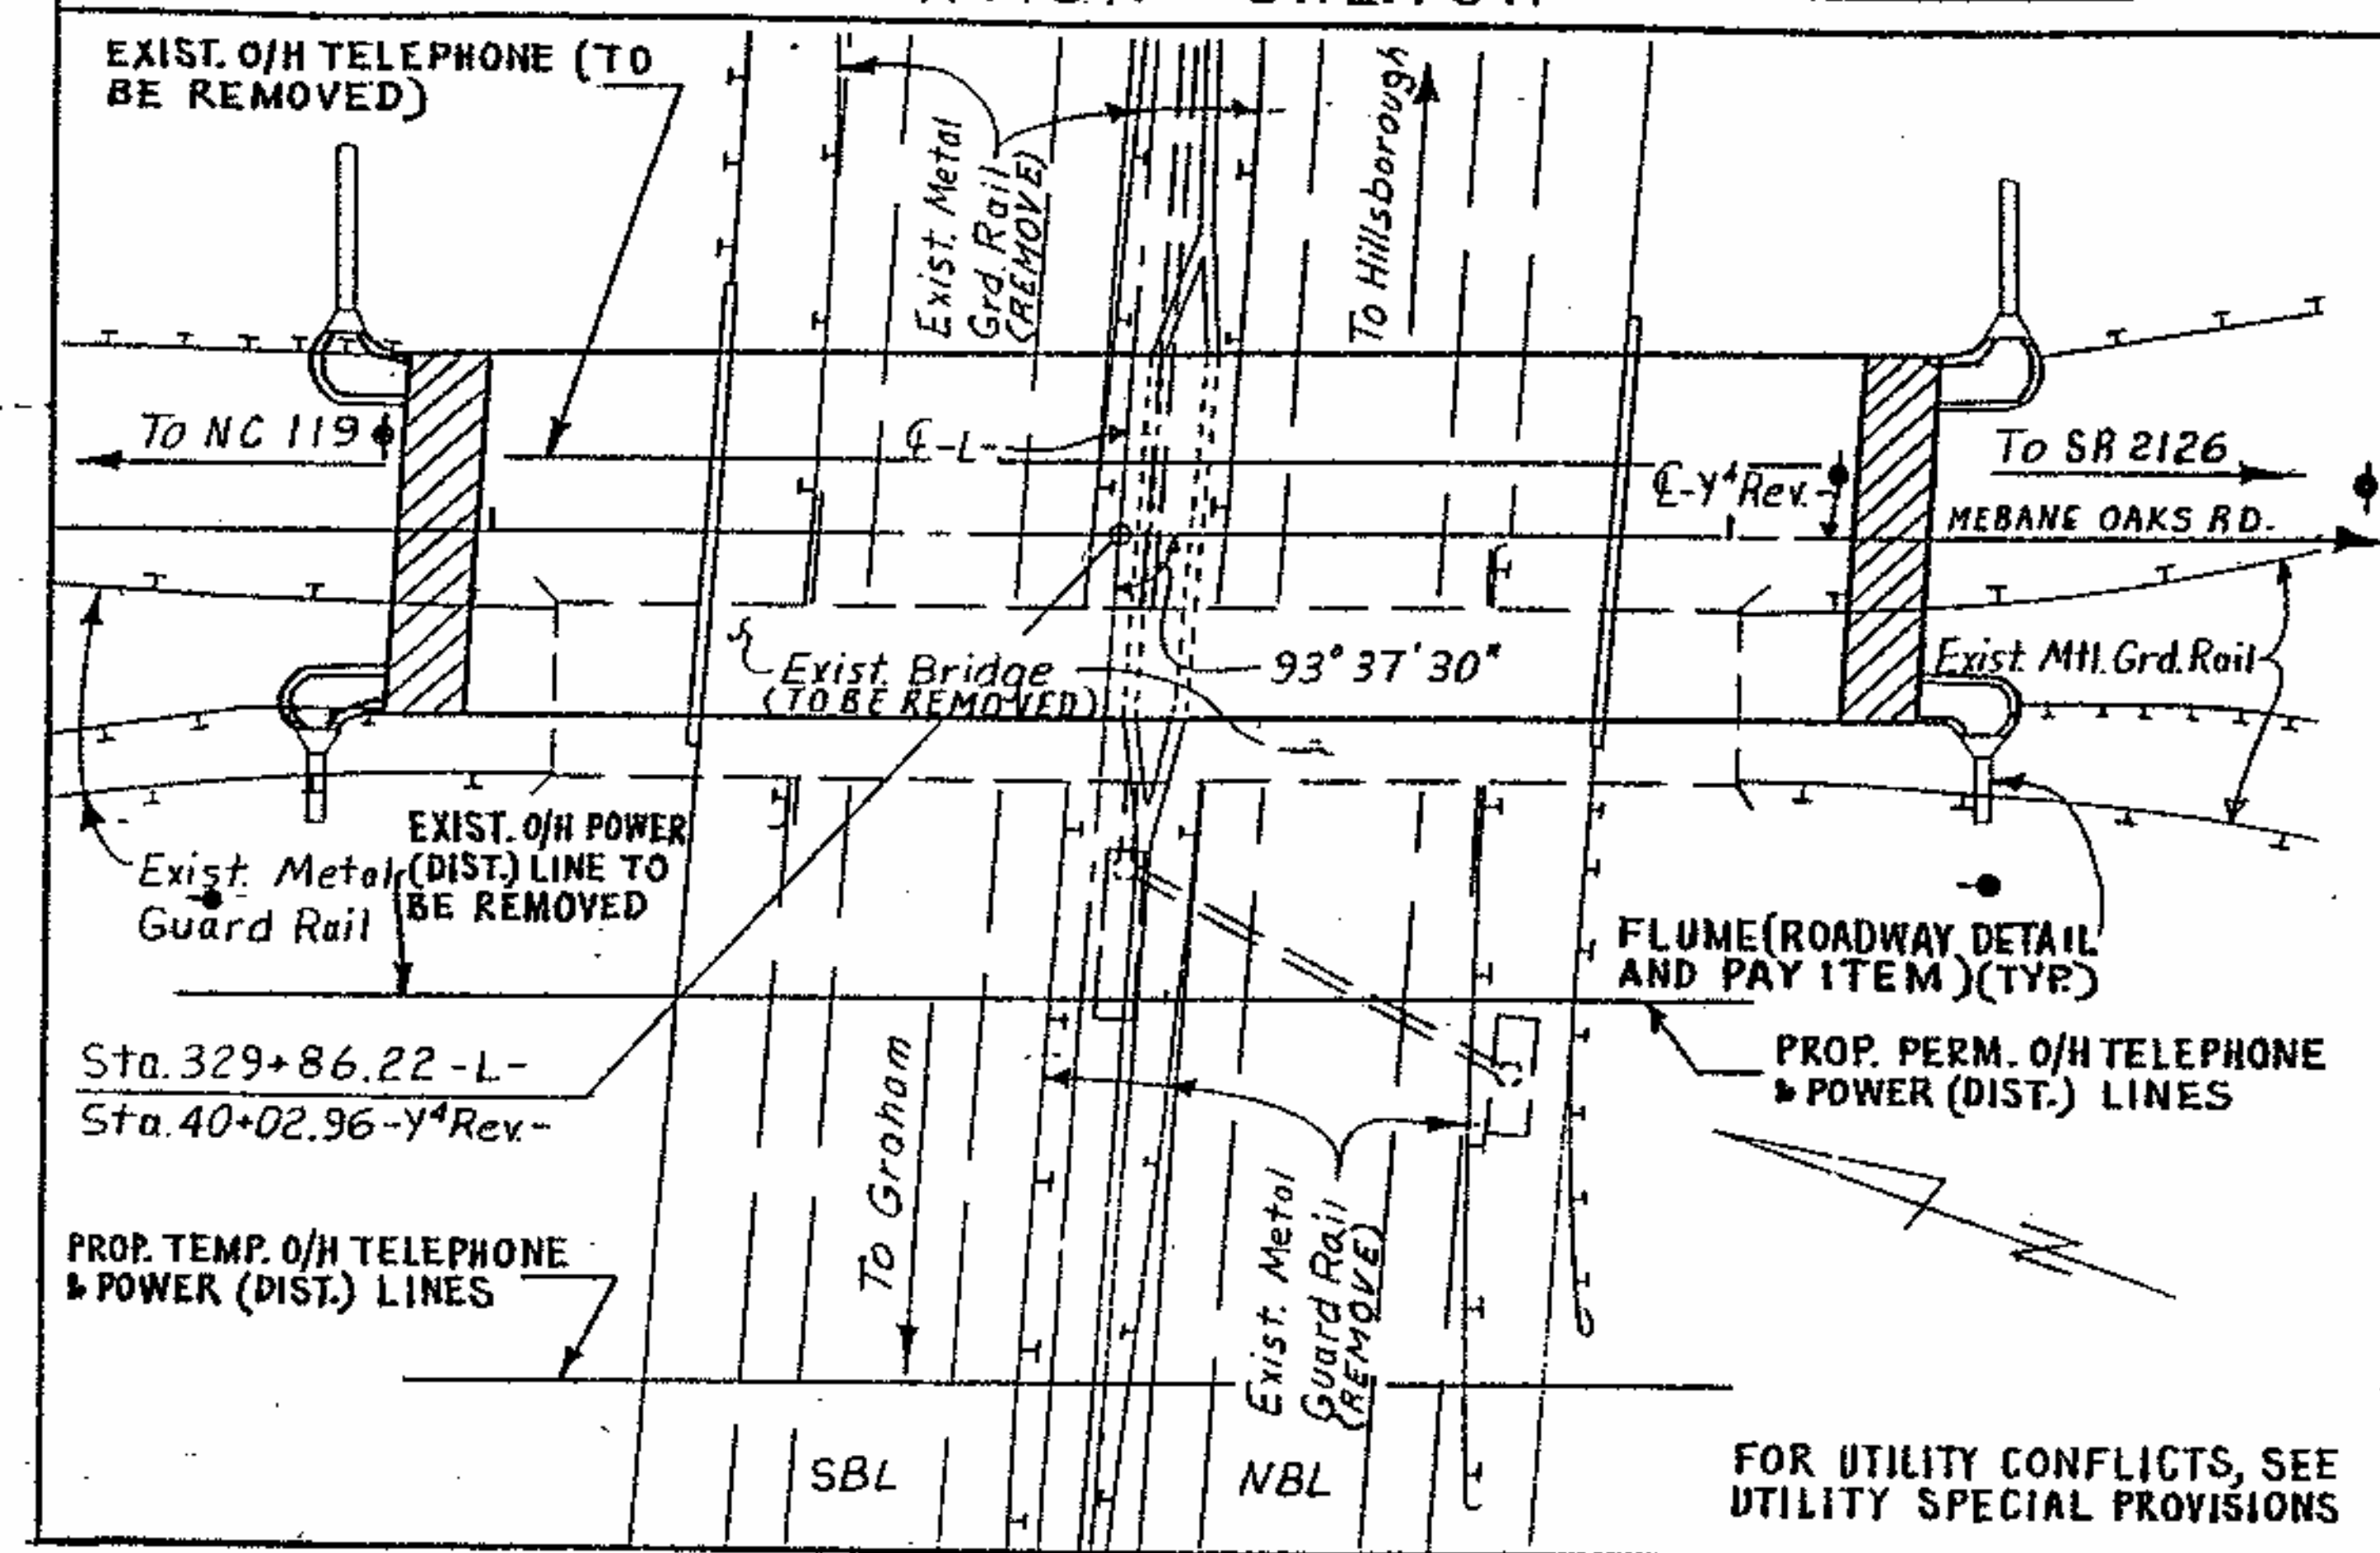 EXIST. O/H TELEPHONE (TO
BE REMOVED)
Exist. Metal
Grd. Rail
(REMOVE)
To Hillsborough
To NC 119
℄-L-
℄-Y⁴Rev.-
To SR 2126
MEBANE OAKS RD.
Exist. Bridge
(TO BE REMOVED)
93°37'30"
Exist. Mtl. Grd. Rail
Exist. Metal
Guard Rail
EXIST. O/H POWER
(DIST.) LINE TO
BE REMOVED
FLUME (ROADWAY DETAIL
AND PAY ITEM)(TYP.)
Sta. 329+86.22 -L-
Sta. 40+02.96 -Y⁴Rev.-
PROP. PERM. O/H TELEPHONE
& POWER (DIST.) LINES
To Graham
Exist. Metal
Guard Rail
(REMOVE)
PROP. TEMP. O/H TELEPHONE
& POWER (DIST.) LINES
SBL
NBL
FOR UTILITY CONFLICTS, SEE
UTILITY SPECIAL PROVISIONS